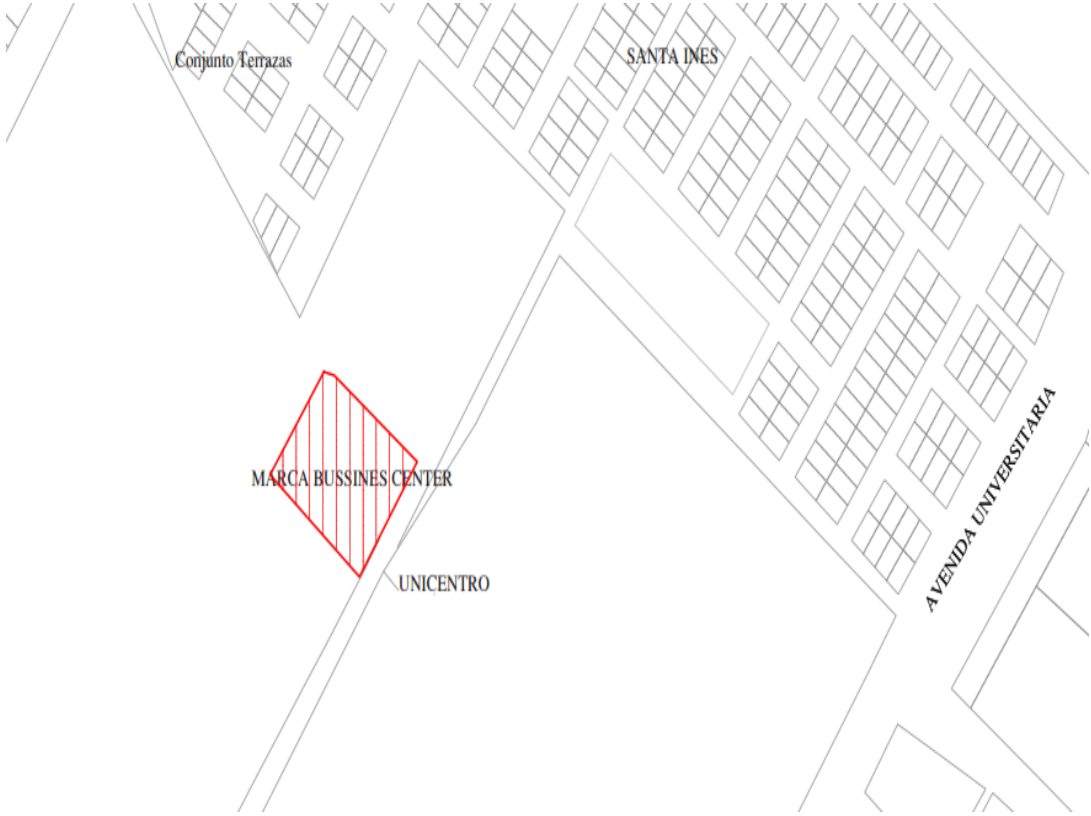 Conjunto Terrazas
SANTA INES
AVENIDA UNIVERSITARIA
MARCA BUSSINES CENTER
UNICENTRO